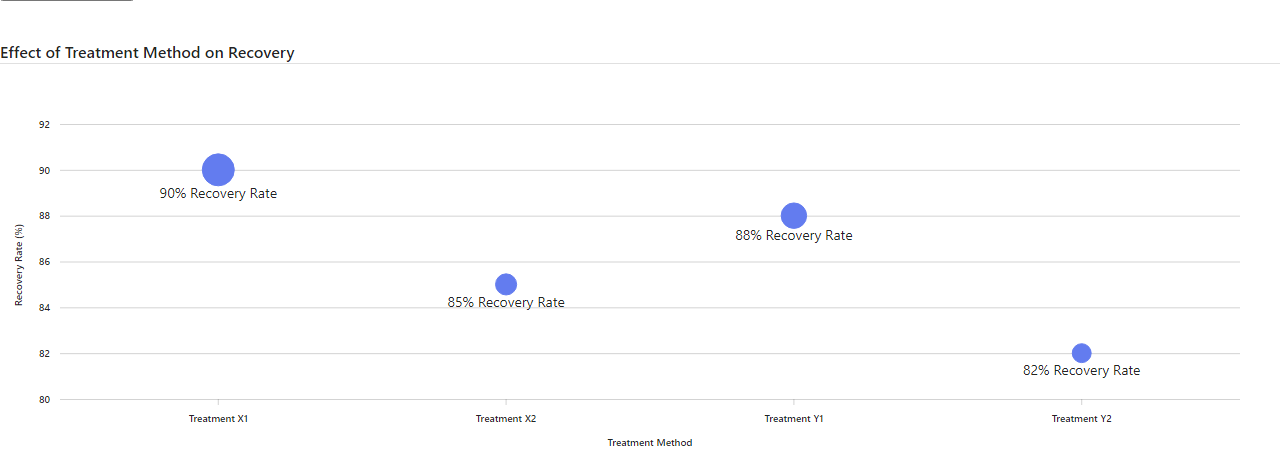 Effect of Treatment Method on Recovery
92
90
90% Recovery Rate
88
88% Recovery Rate
86
85% Recovery Rate
84
82
82% Recovery Rate
80
Recovery Rate (%)
Treatment X1
Treatment X2
Treatment Y1
Treatment Y2
Treatment Method